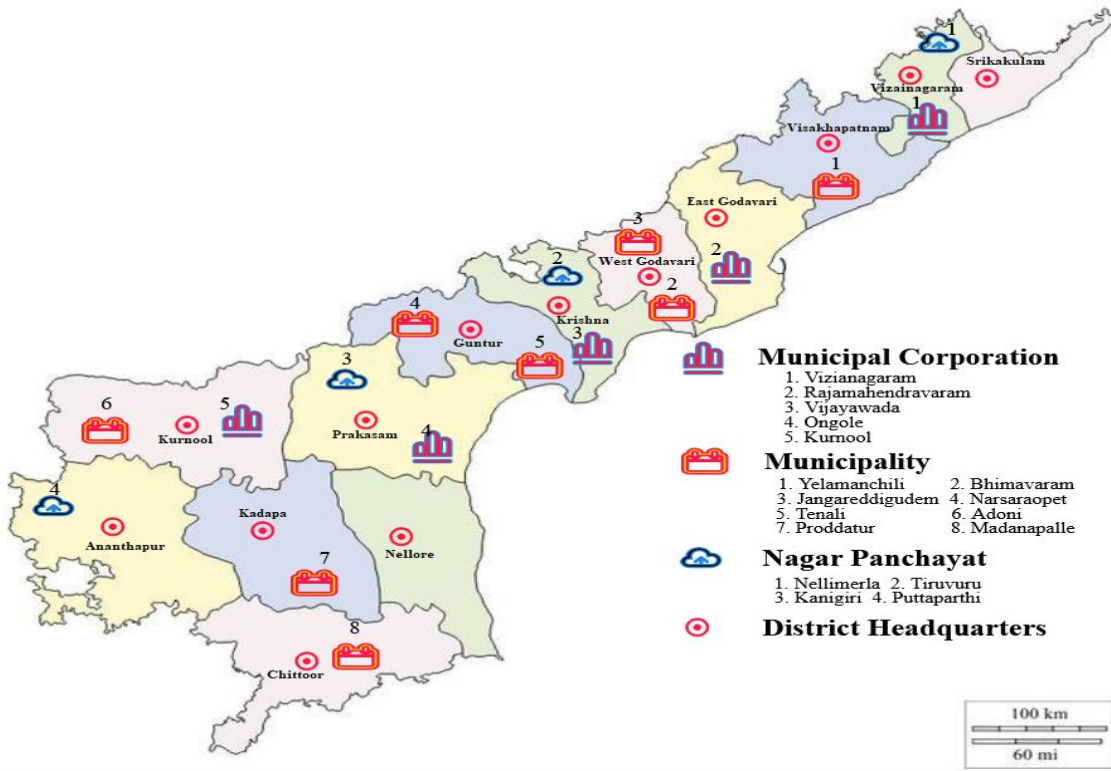 1
Srikakulam
Vizainagaram
1
Visakhapatnam
1
East Godavari
3
2
West Godavari
2
2
Krishna
4
3
Guntur
5
3
Municipal Corporation
1. Vizianagaram
2. Rajamahendravaram
3. Vijayawada
4. Ongole
5. Kurnool
6
5
Kurnool
Prakasam
4
Municipality
1. Yelamanchili 2. Bhimavaram
3. Jangareddigudem 4. Narsaraopet
5. Tenali 6. Adoni
7. Proddatur 8. Madanapalle
4
Ananthapur
Kadapa
Nellore
7
Nagar Panchayat
1. Nellimerla 2. Tiruvuru
3. Kanigiri 4. Puttaparthi
8
Chittoor
District Headquarters
100 km
60 mi